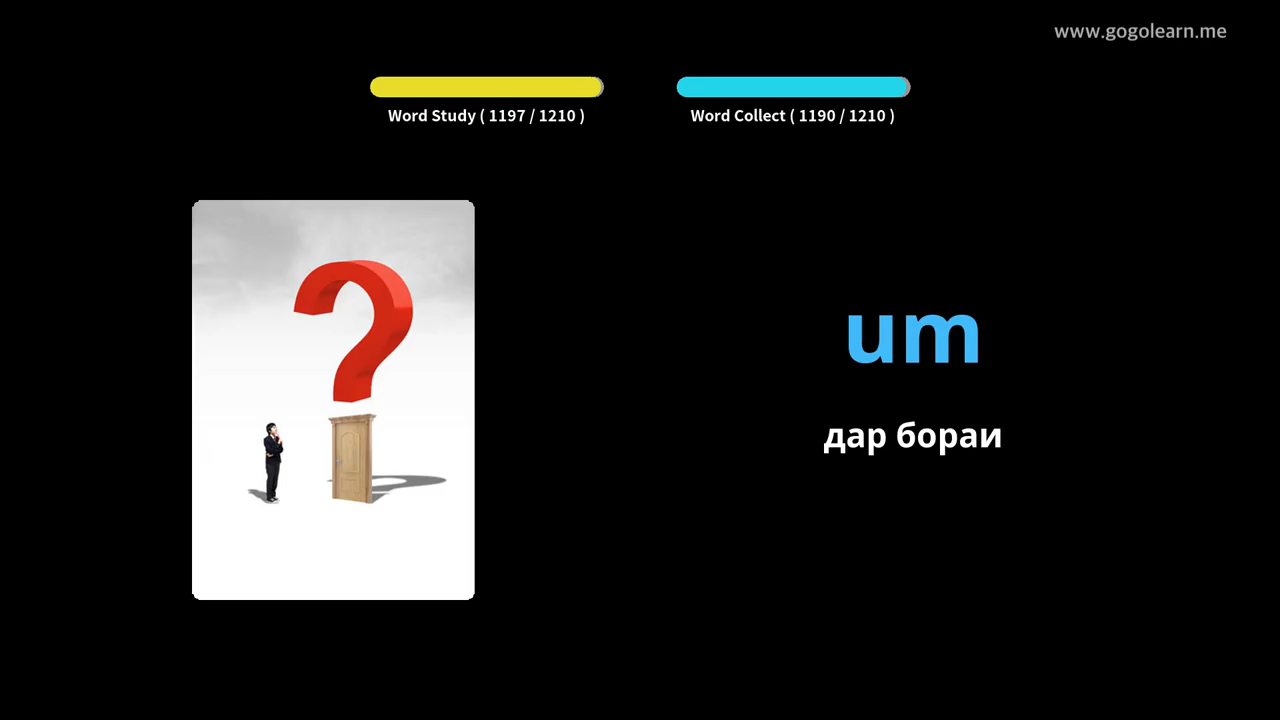 www.gogolearn.me
Word Study ( 1197 / 1210 )
Word Collect ( 1190 / 1210 )
um
дар бораи